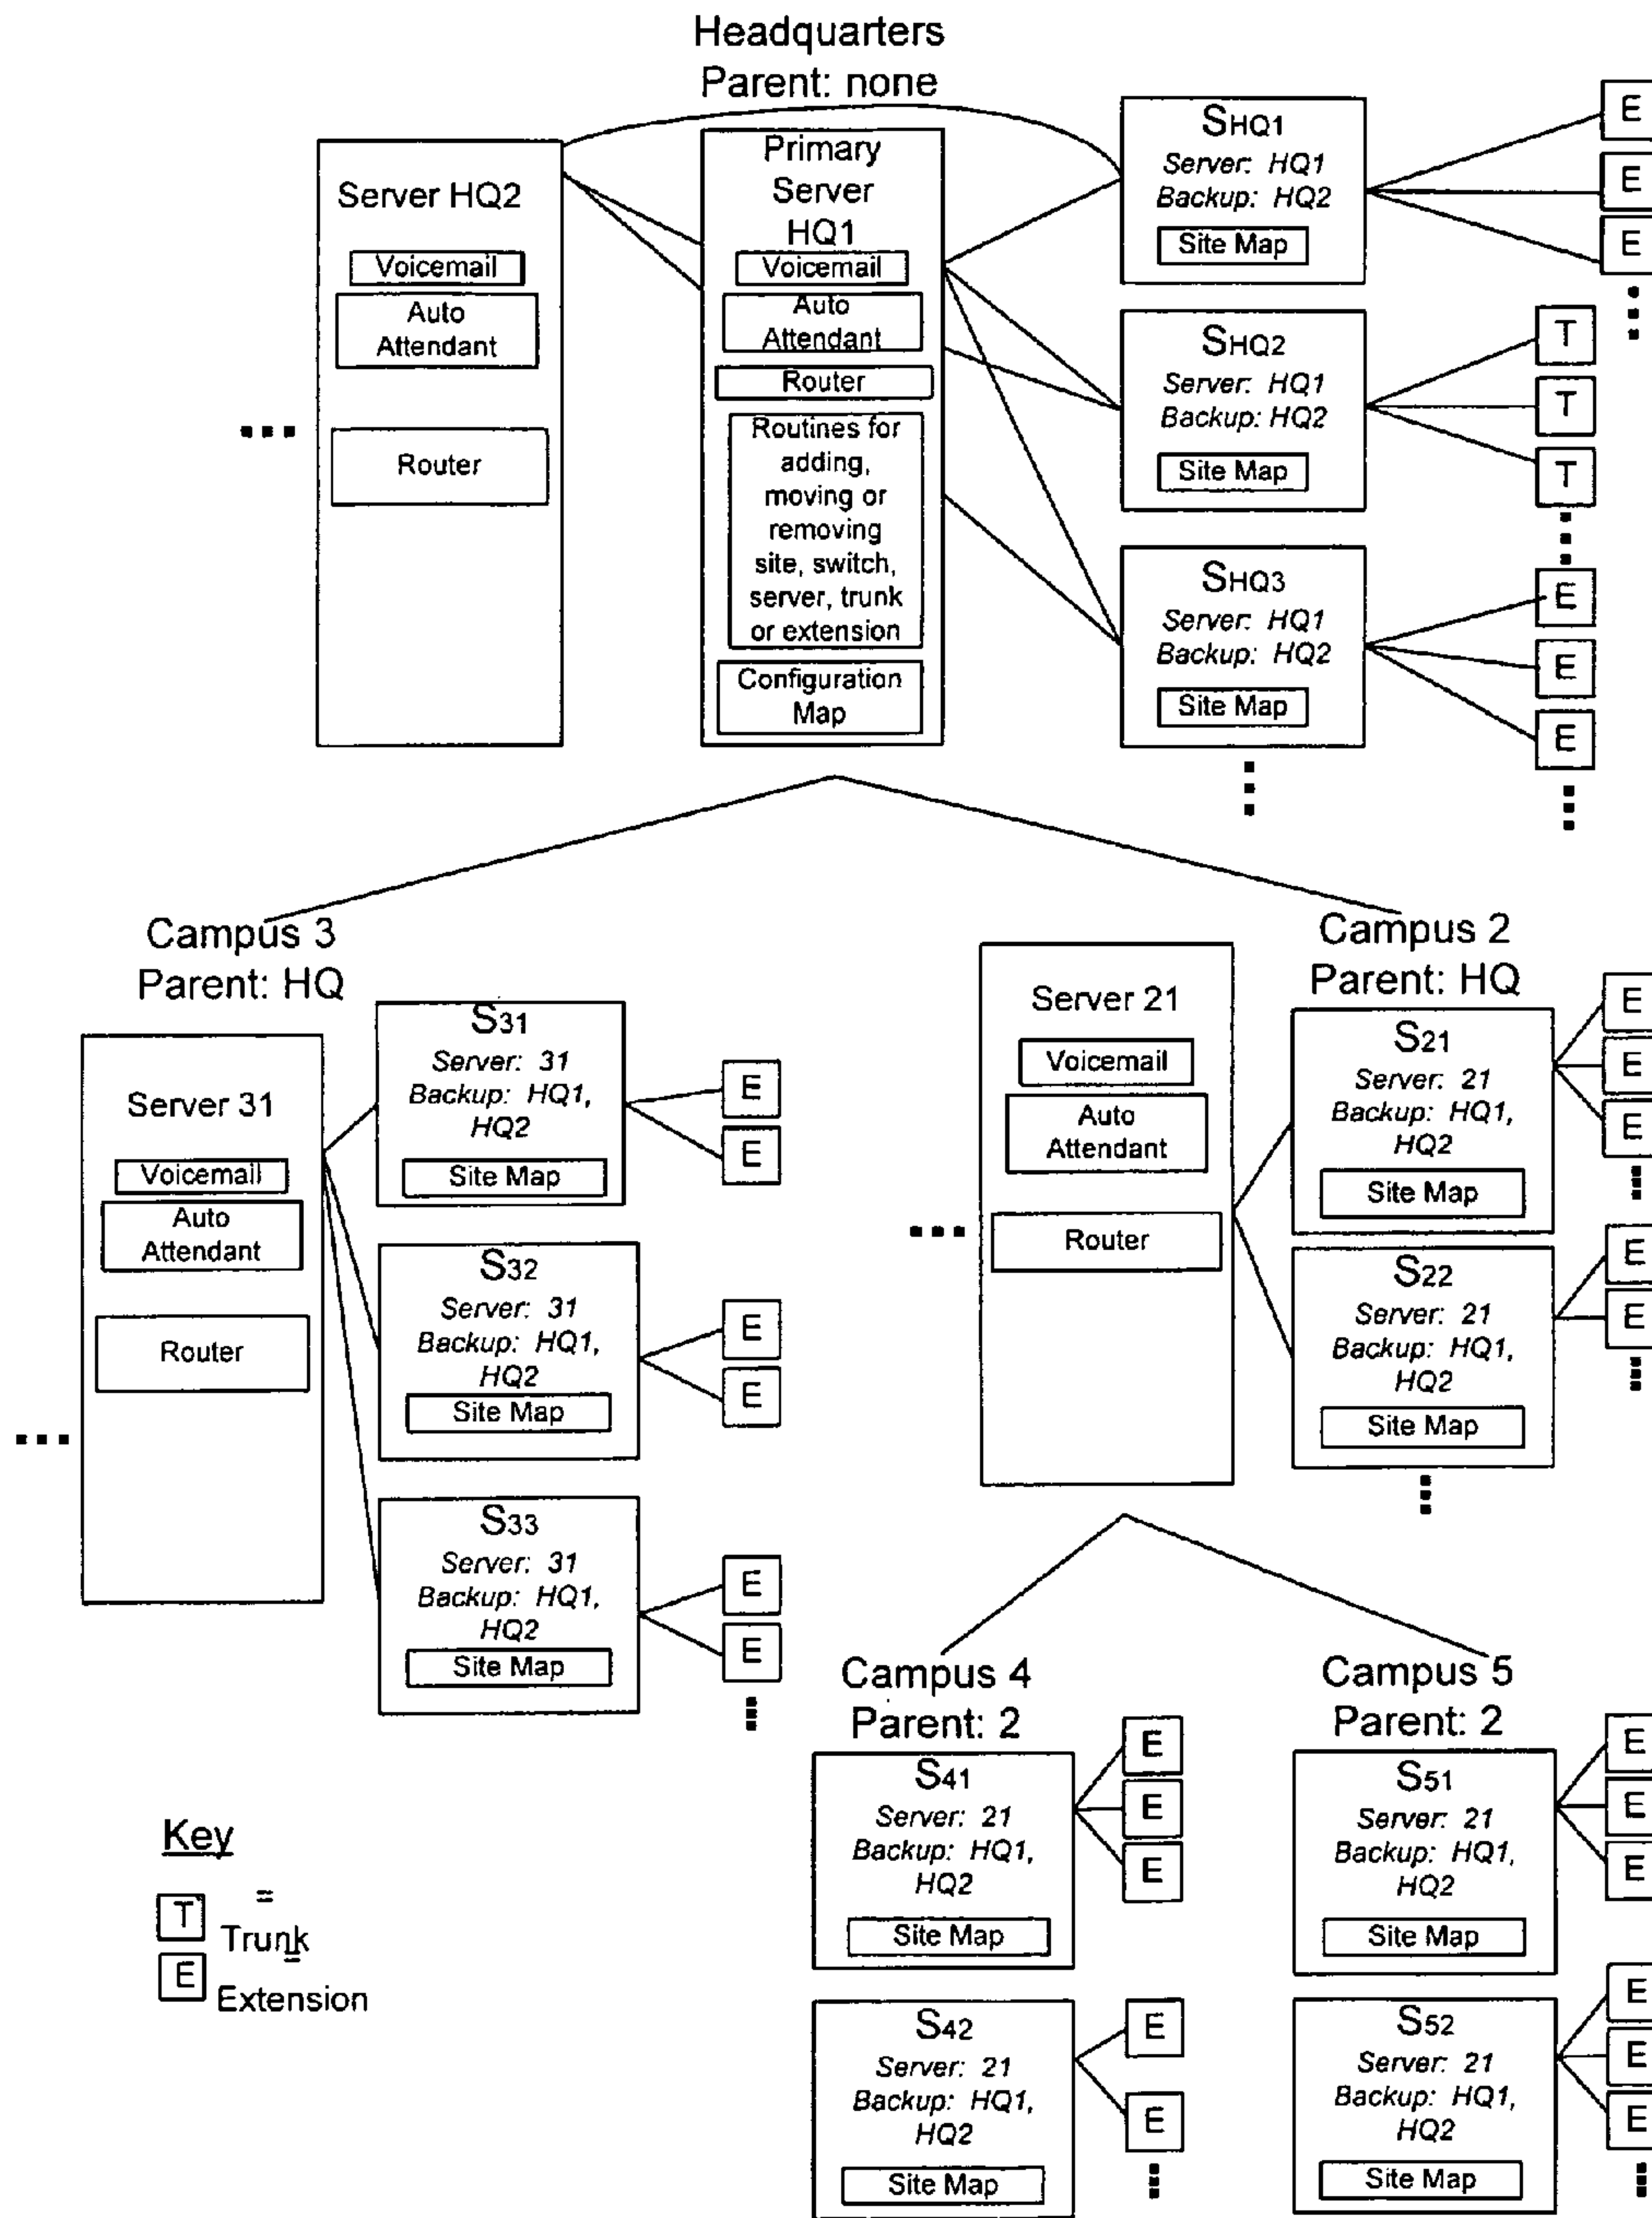 Headquarters
Parent: none
Server HQ2
Voicemail
Auto
Attendant
Router
Primary
Server
HQ1
Voicemail
Auto
Attendant
Router
Routines for
adding,
moving or
removing
site, switch,
server, trunk
or extension
Configuration
Map
SHQ1
Server: HQ1
Backup: HQ2
Site Map
E
E
E
SHQ2
Server: HQ1
Backup: HQ2
Site Map
T
T
T
SHQ3
Server: HQ1
Backup: HQ2
Site Map
E
E
E
Campus 3
Parent: HQ
Server 31
Voicemail
Auto
Attendant
Router
S31
Server: 31
Backup: HQ1,
HQ2
Site Map
E
E
S32
Server: 31
Backup: HQ1,
HQ2
Site Map
E
E
S33
Server: 31
Backup: HQ1,
HQ2
Site Map
E
E
Campus 2
Parent: HQ
Server 21
Voicemail
Auto
Attendant
Router
S21
Server: 21
Backup: HQ1,
HQ2
Site Map
E
E
E
S22
Server: 21
Backup: HQ1,
HQ2
Site Map
E
E
Campus 4
Parent: 2
S41
Server: 21
Backup: HQ1,
HQ2
Site Map
E
E
E
S42
Server: 21
Backup: HQ1,
HQ2
Site Map
E
E
Campus 5
Parent: 2
S51
Server: 21
Backup: HQ1,
HQ2
Site Map
E
E
E
S52
Server: 21
Backup: HQ1,
HQ2
Site Map
E
E
E
Key
T =
Trunk
E =
Extension